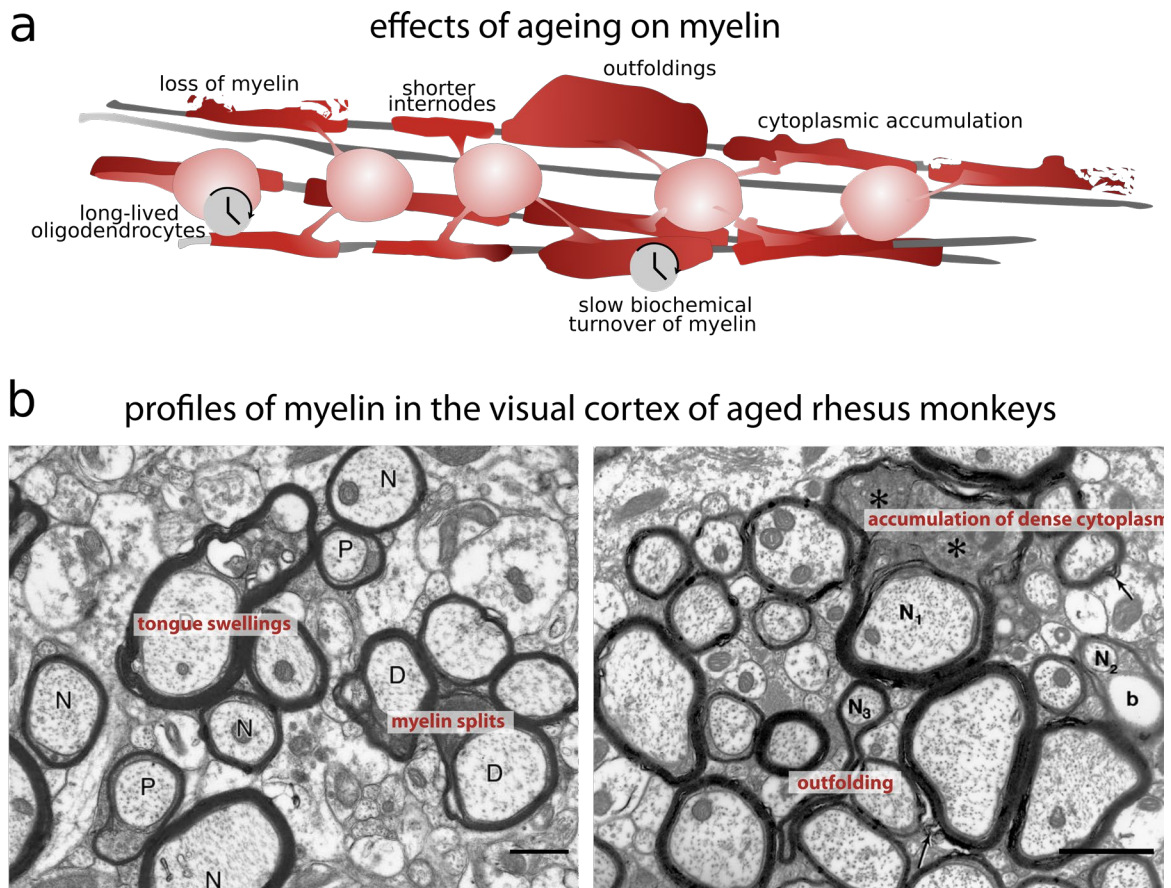 a
effects of ageing on myelin
loss of myelin
shorter
internodes
outfoldings
cytoplasmic accumulation
long-lived
oligodendrocytes
slow biochemical
turnover of myelin
b
profiles of myelin in the visual cortex of aged rhesus monkeys
N
P
tongue swellings
N
N
D
myelin splits
P
D
N
*
accumulation of dense cytoplasm
*
N1
N2
b
N3
outfolding